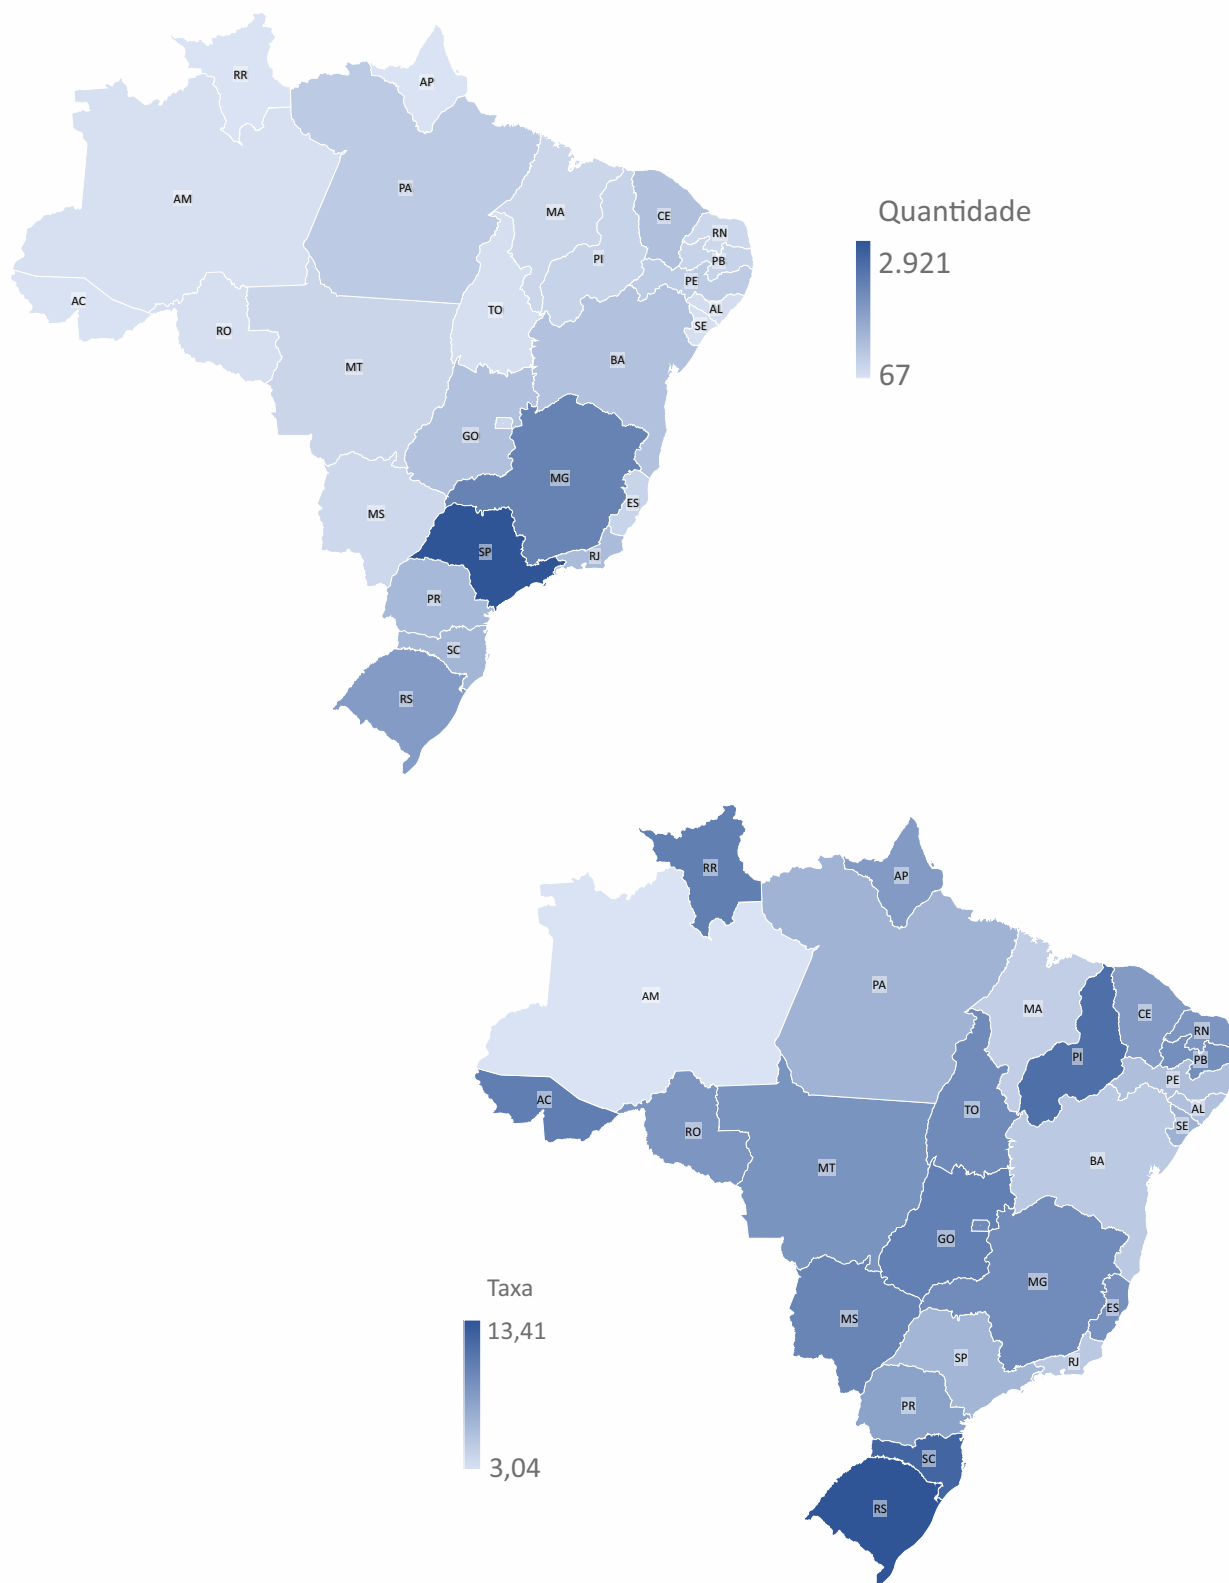 RR
AP
AM
PA
MA
CE
RN
PI
PB
PE
AC
RO
TO
AL
SE
MT
BA
GO
MG
MS
ES
SP
RJ
PR
SC
RS
Quantidade
2.921
67
RR
AP
AM
PA
MA
CE
RN
PI
PB
PE
AC
RO
TO
AL
SE
MT
BA
GO
MG
MS
ES
SP
RJ
PR
SC
RS
Taxa
13,41
3,04